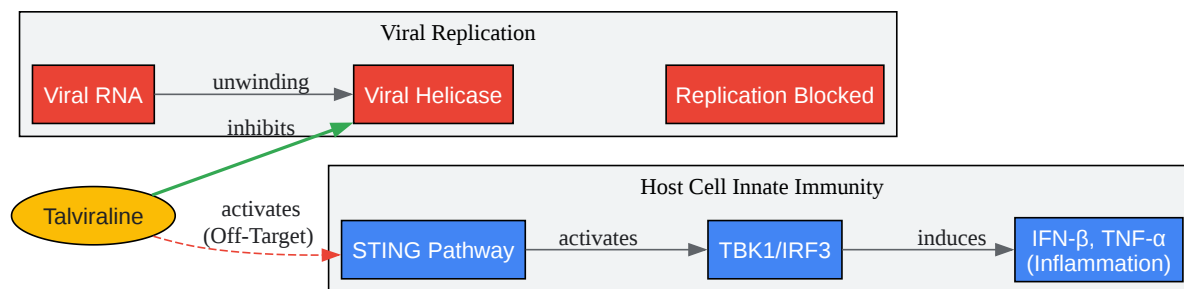 Viral Replication
Viral RNA
unwinding
Viral Helicase
Replication Blocked
inhibits
Talviraline
activates
(Off-Target)
Host Cell Innate Immunity
STING Pathway
activates
TBK1/IRF3
induces
IFN-β, TNF-α
(Inflammation)